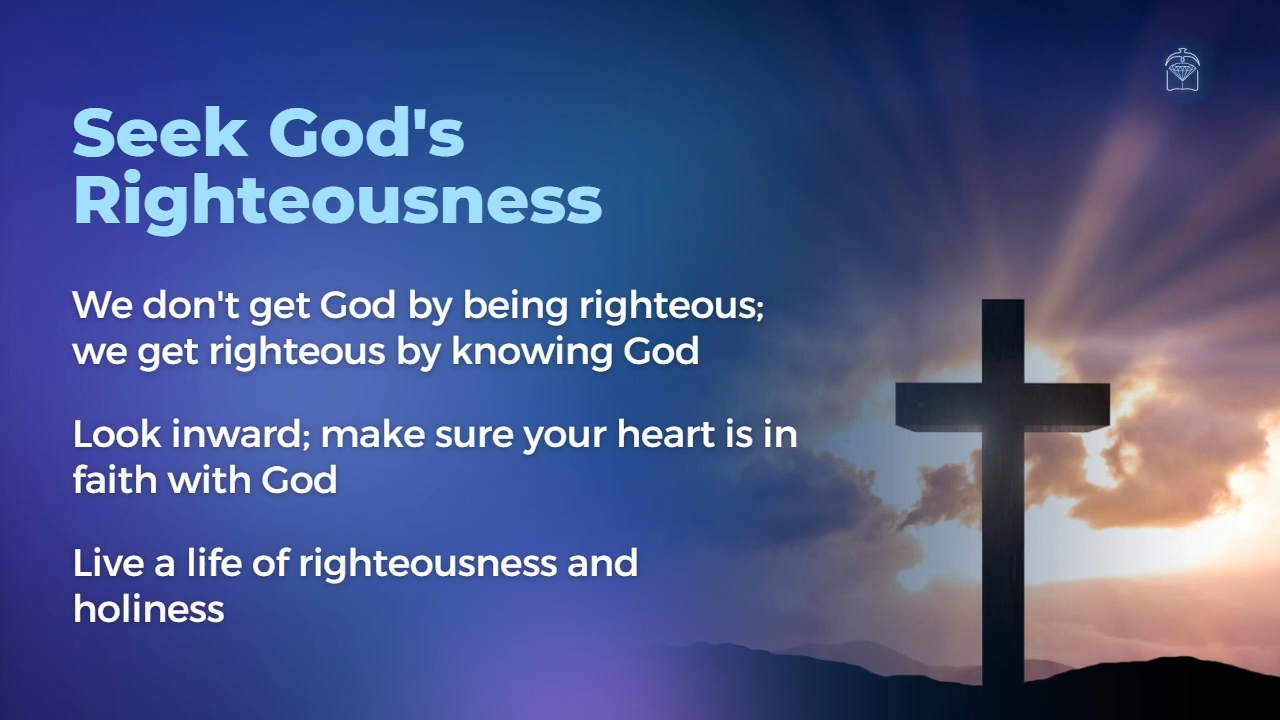 Seek God's
Righteousness
We don't get God by being righteous;
we get righteous by knowing God
Look inward; make sure your heart is in
faith with God
Live a life of righteousness and
holiness